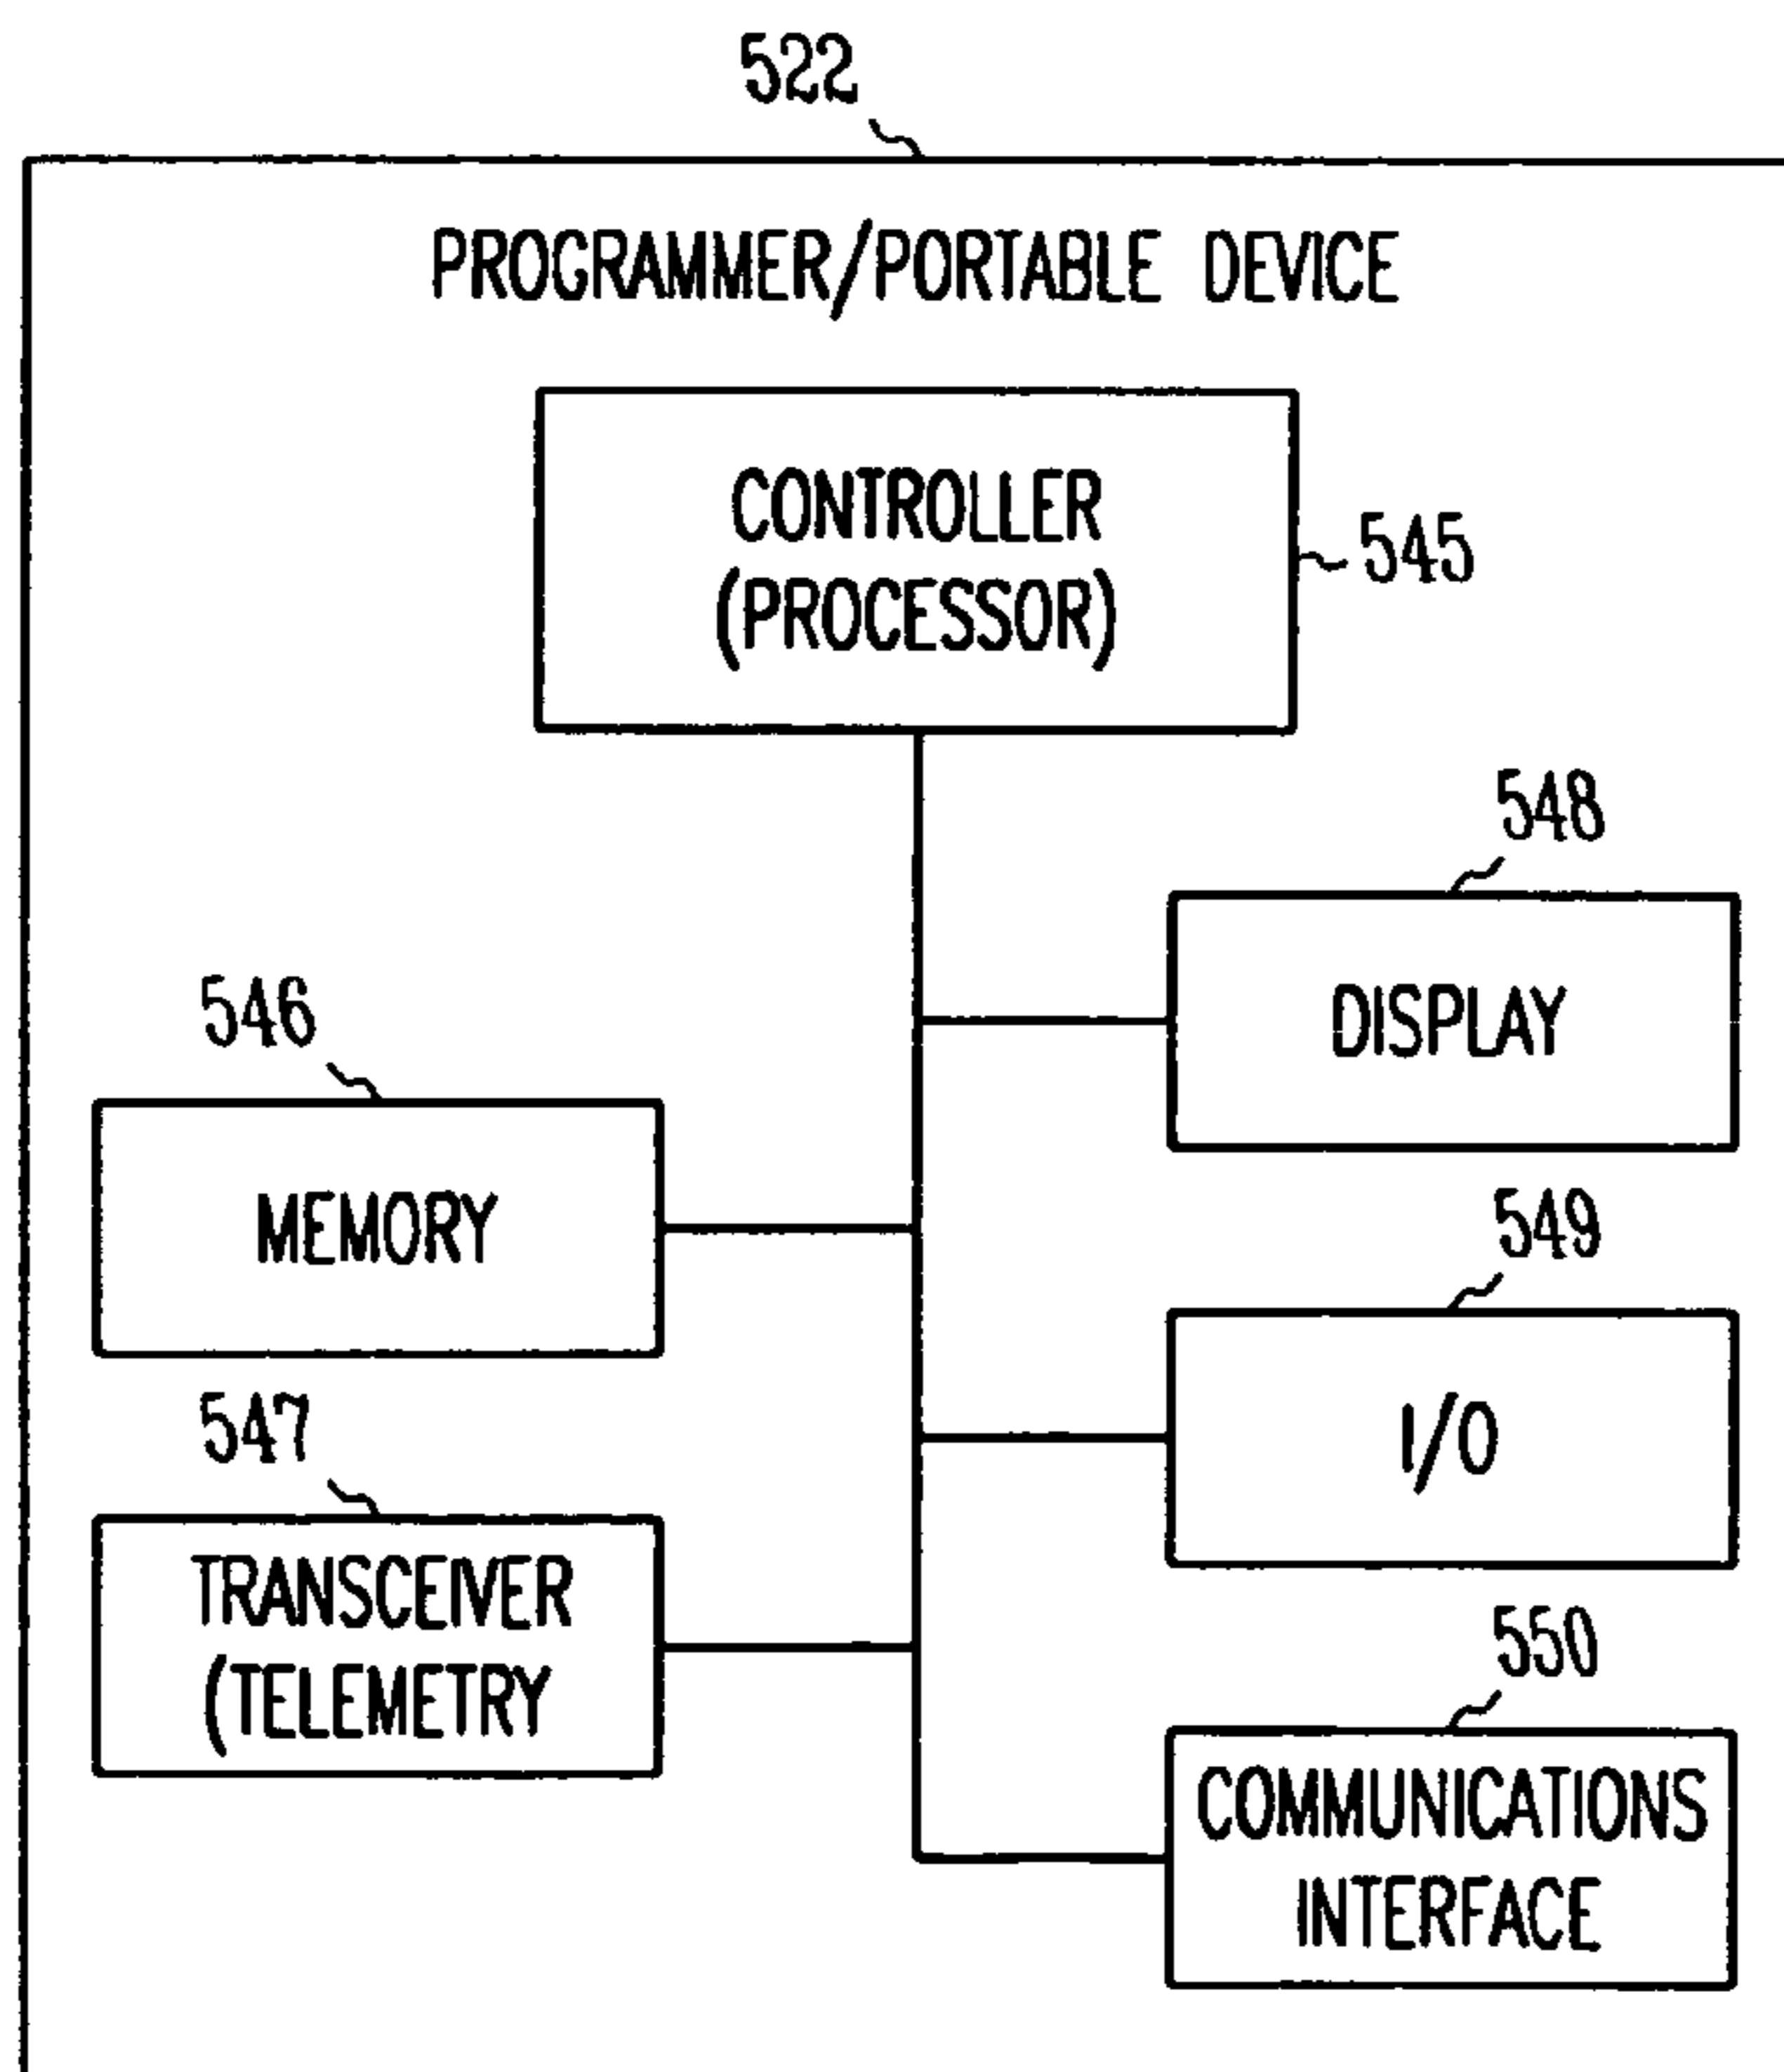 522
PROGRAMMER/PORTABLE DEVICE
CONTROLLER
(PROCESSOR)
545
548
DISPLAY
546
MEMORY
549
I/O
547
TRANSCEIVER
(TELEMETRY
550
COMMUNICATIONS
INTERFACE